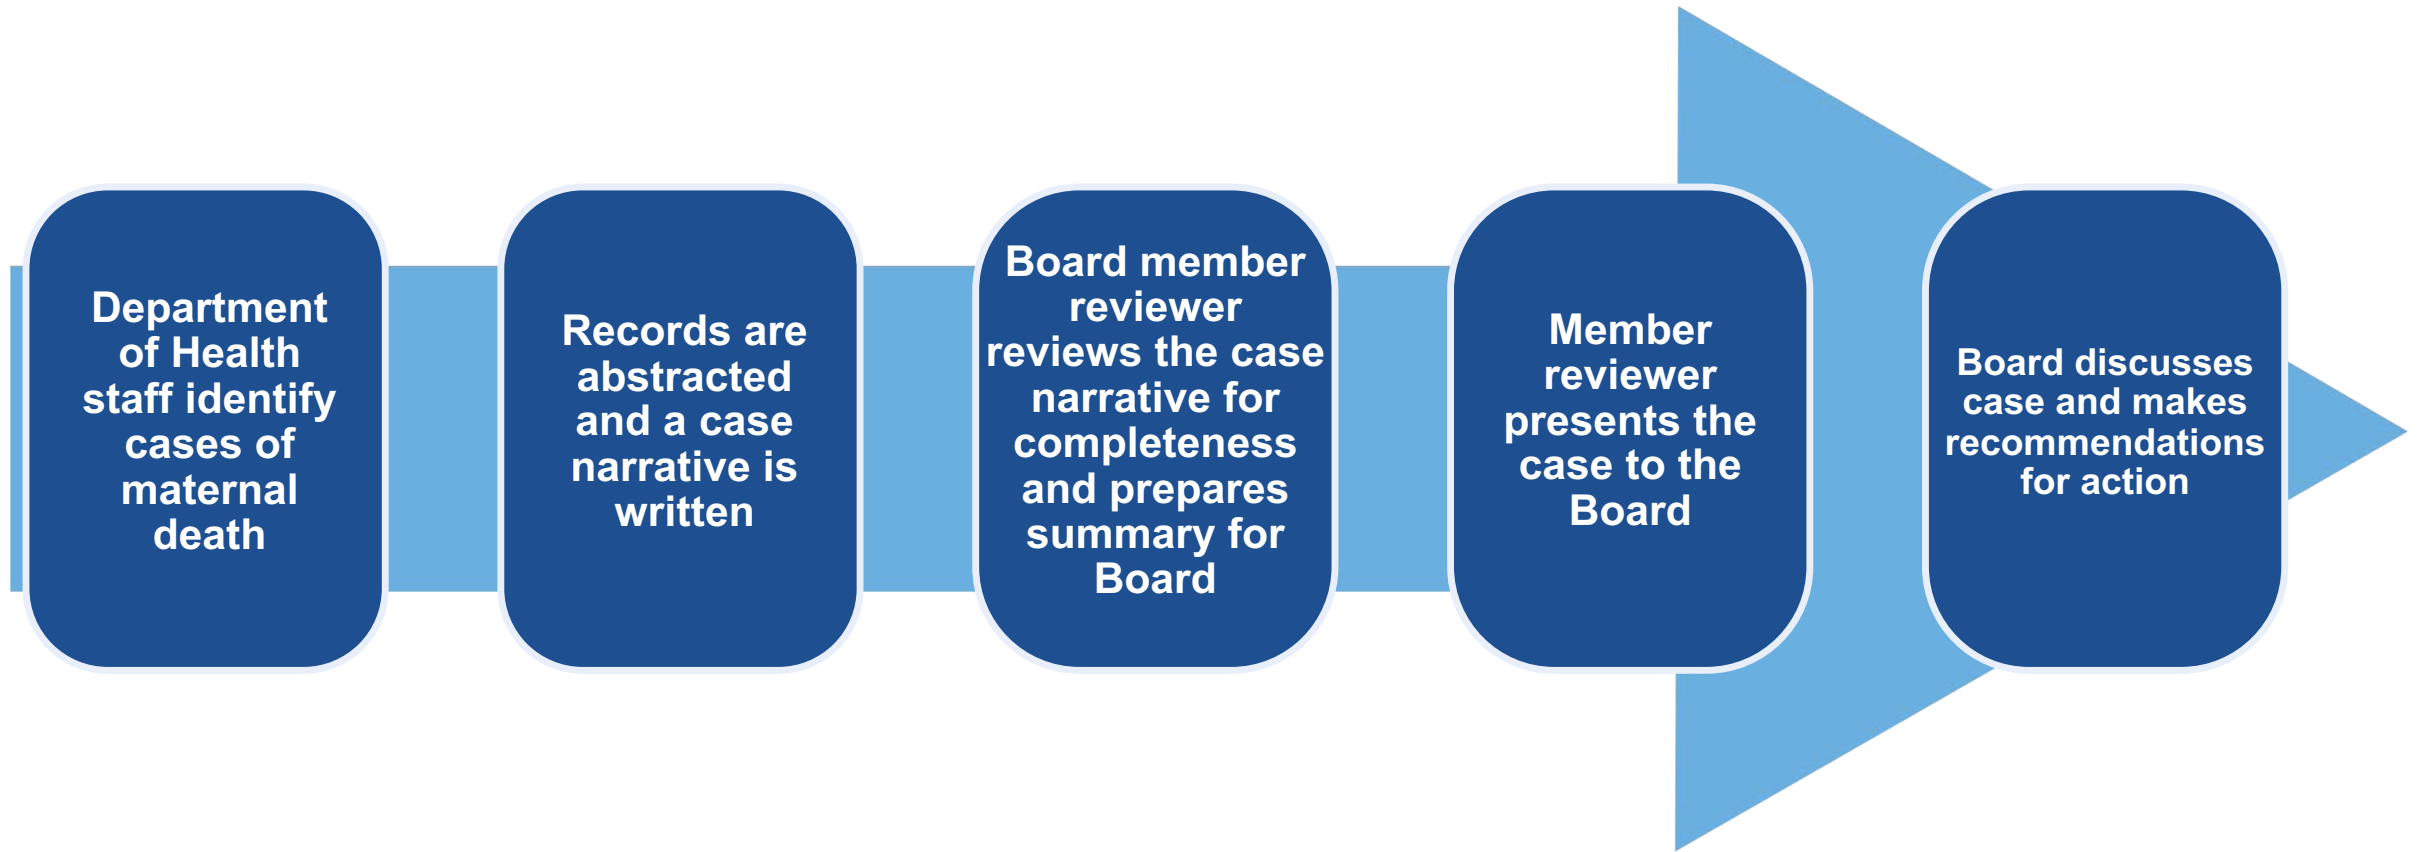 Department
of Health
staff identify
cases of
maternal
death
Records are
abstracted
and a case
narrative is
written
Board member
reviewer
reviews the case
narrative for
completeness
and prepares
summary for
Board
Member
reviewer
presents the
case to the
Board
Board discusses
case and makes
recommendations
for action